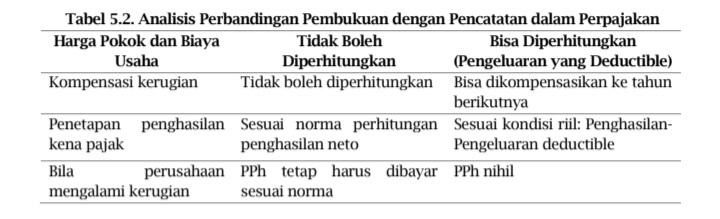 Tabel 5.2. Analisis Perbandingan Pembukuan dengan Pencatatan dalam Perpajakan
Harga Pokok dan Biaya Usaha
Tidak Boleh Diperhitungkan
Bisa Diperhitungkan (Pengeluaran yang Deductible)
Kompensasi kerugian
Tidak boleh diperhitungkan
Bisa dikompensasikan ke tahun berikutnya
Penetapan penghasilan kena pajak
Sesuai norma perhitungan penghasilan neto
Sesuai kondisi riil: Penghasilan-Pengeluaran deductible
Bila perusahaan mengalami kerugian
PPh tetap harus dibayar sesuai norma
PPh nihil